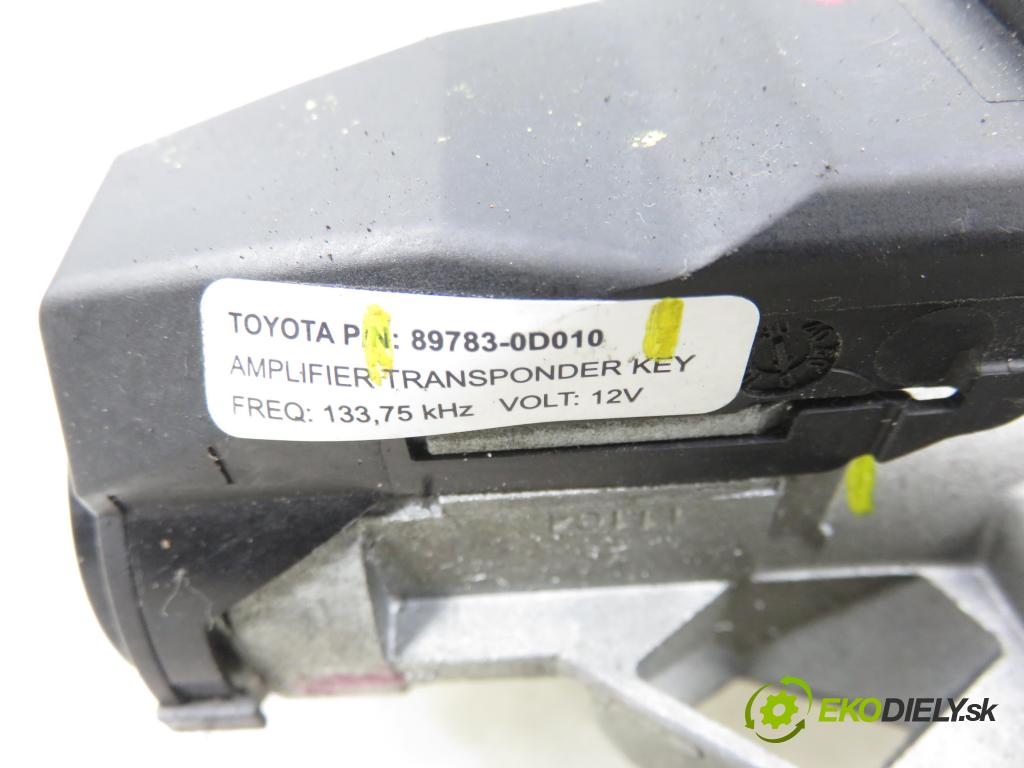 TOYOTA P/N: 89783-0D010
AMPLIFIER TRANSPONDER KEY
FREQ: 133,75 kHz VOLT: 12V
EKODIELY.sk